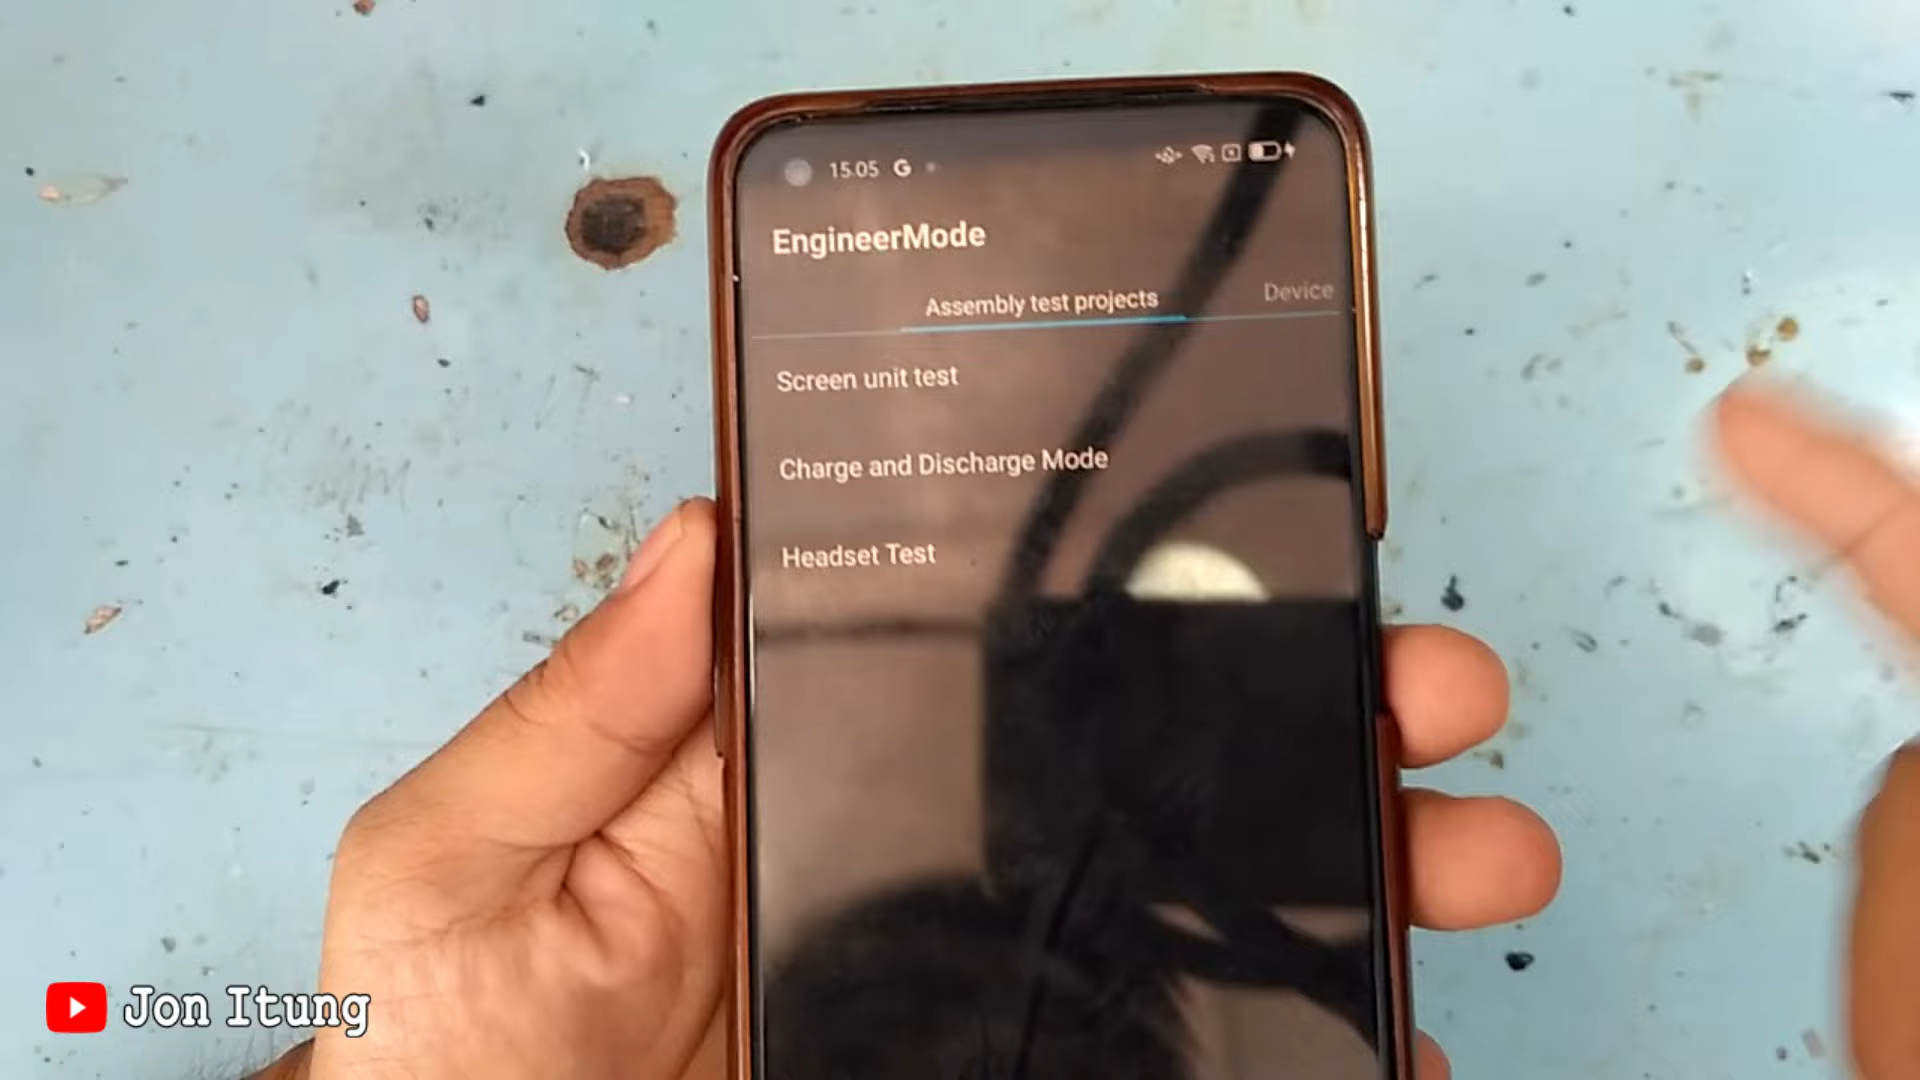 15.05 G
EngineerMode
Assembly test projects
Device
Screen unit test
Charge and Discharge Mode
Headset Test
Jon Itung